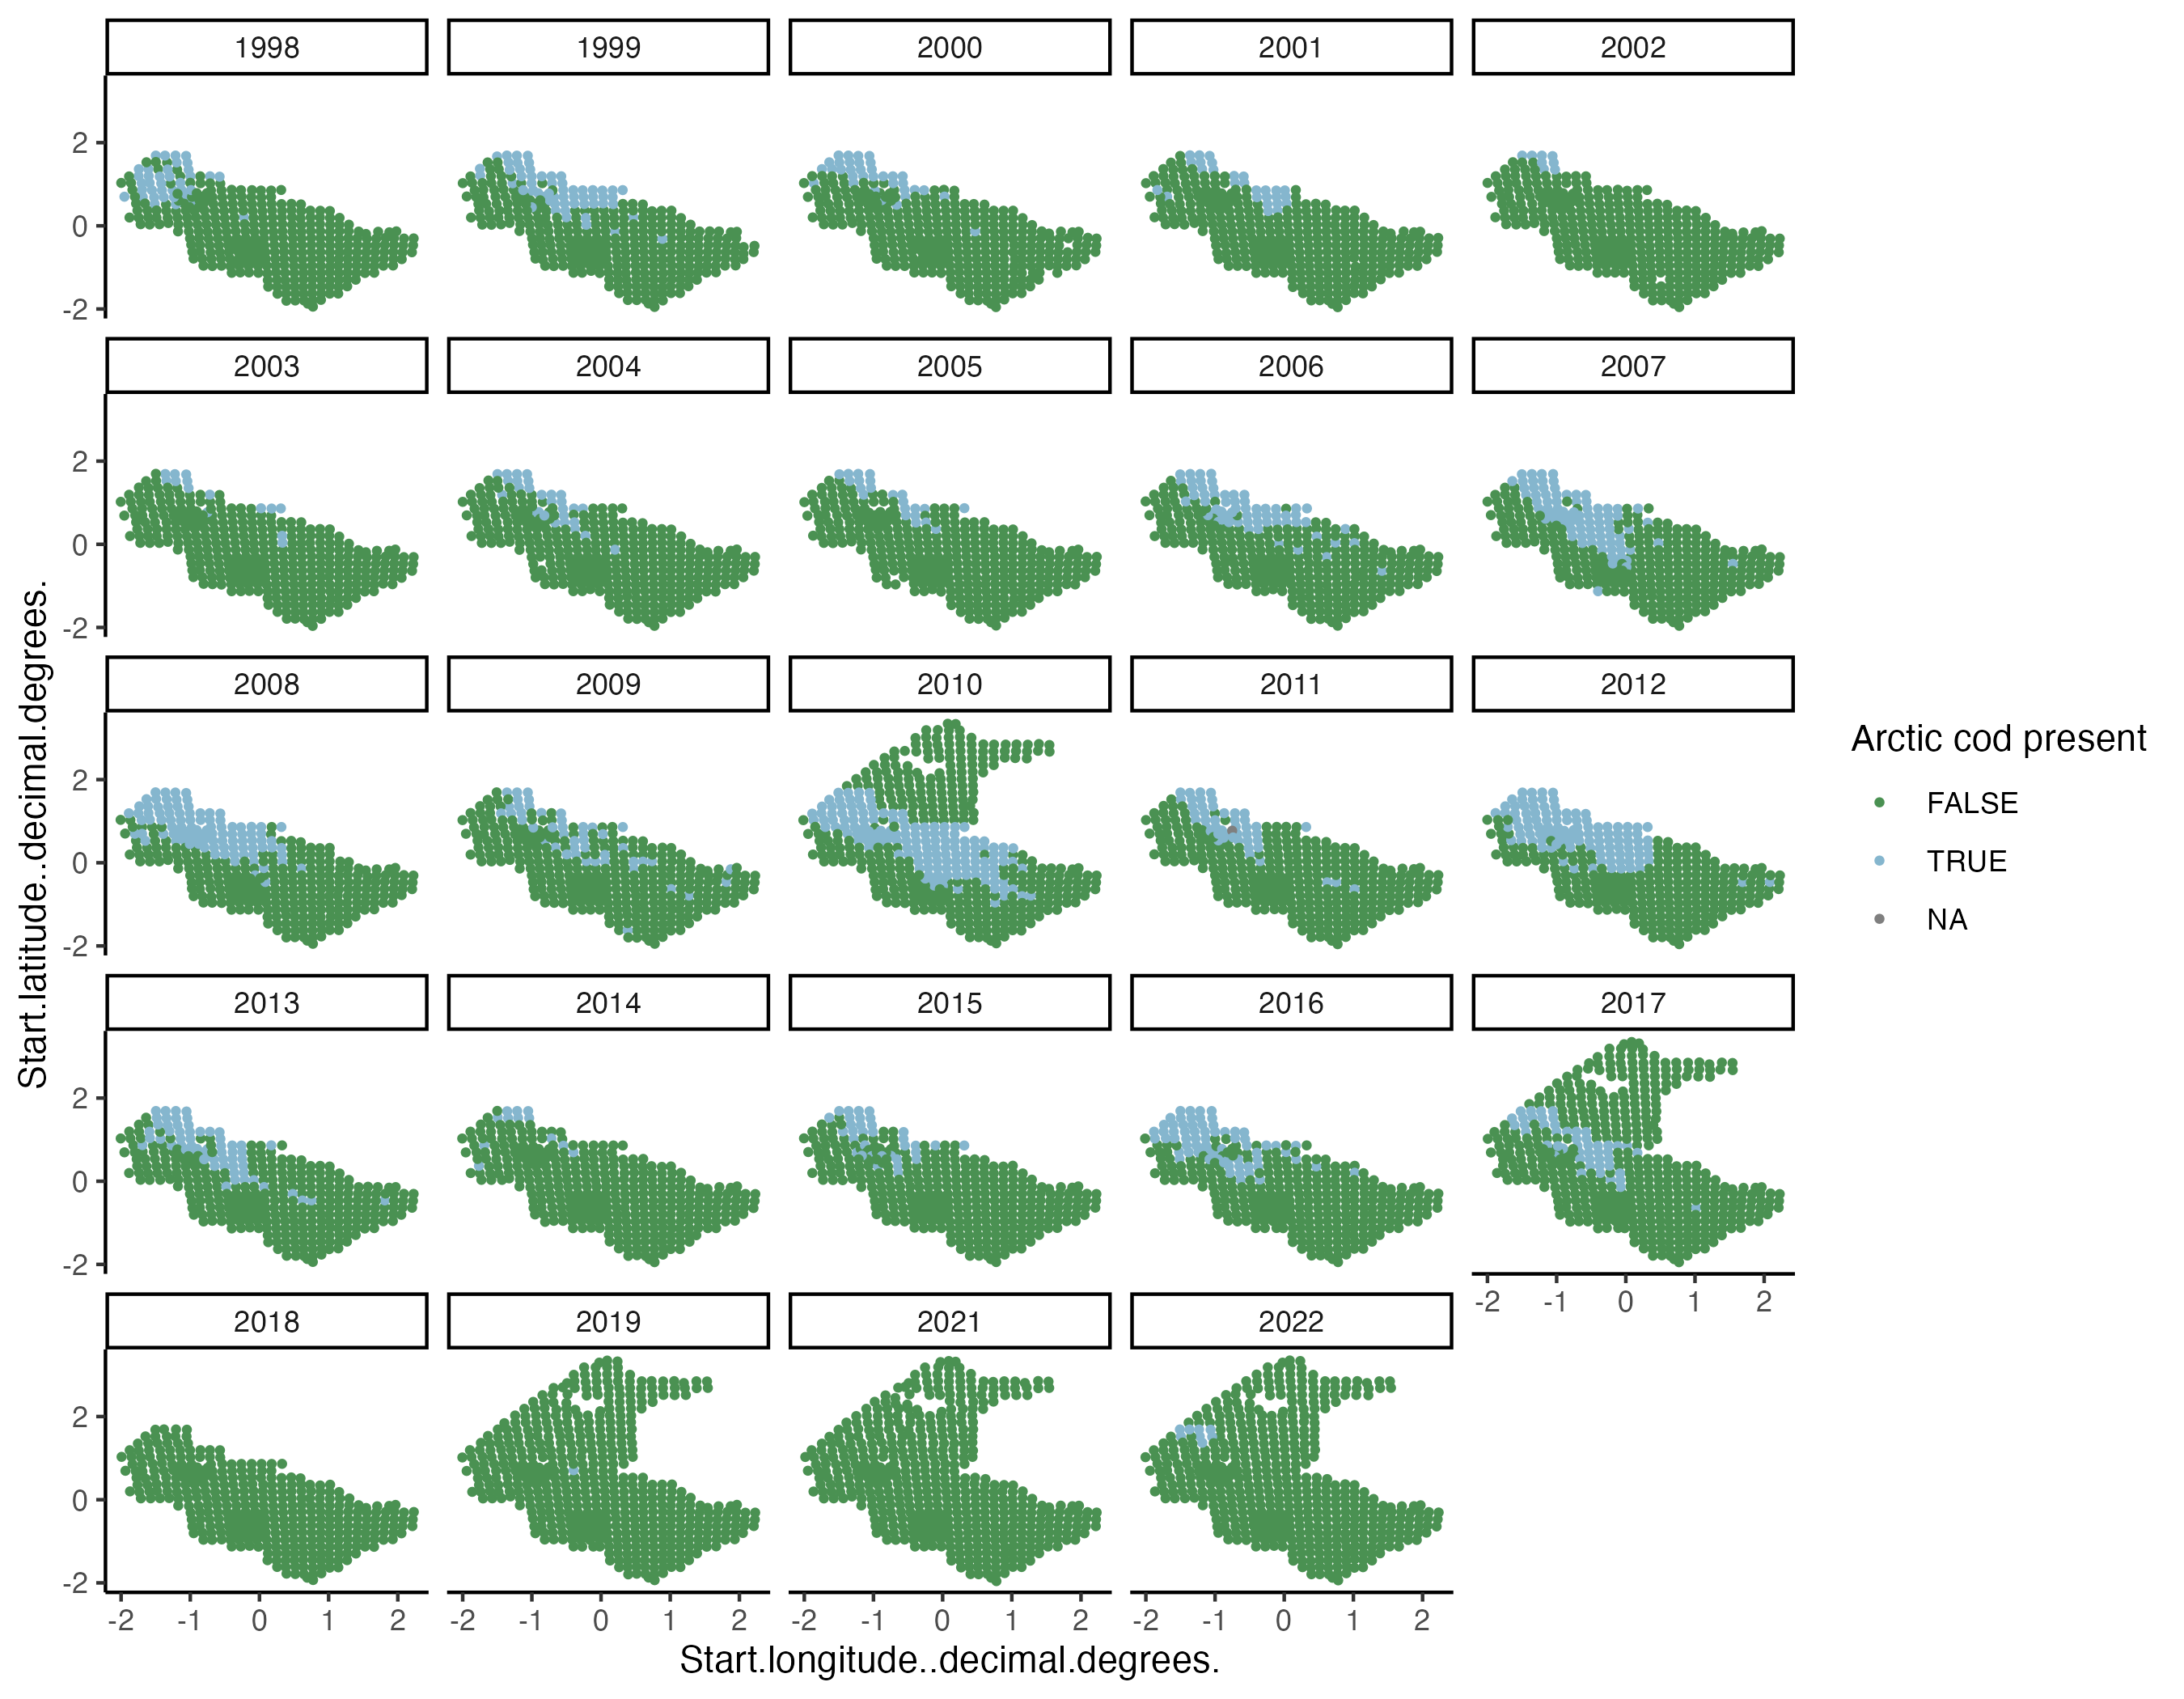 1998 1999 2000 2001 2002
2
0
-2
2003 2004 2005 2006 2007
2
0
-2
2008 2009 2010 2011 2012
2
0
-2
2013 2014 2015 2016 2017
2
0
-2
-2 -1 0 1 2
2018 2019 2021 2022
2
0
-2
-2 -1 0 1 2 -2 -1 0 1 2 -2 -1 0 1 2 -2 -1 0 1 2
Start.longitude..decimal.degrees.
Start.latitude..decimal.degrees.
Arctic cod present
FALSE
TRUE
NA